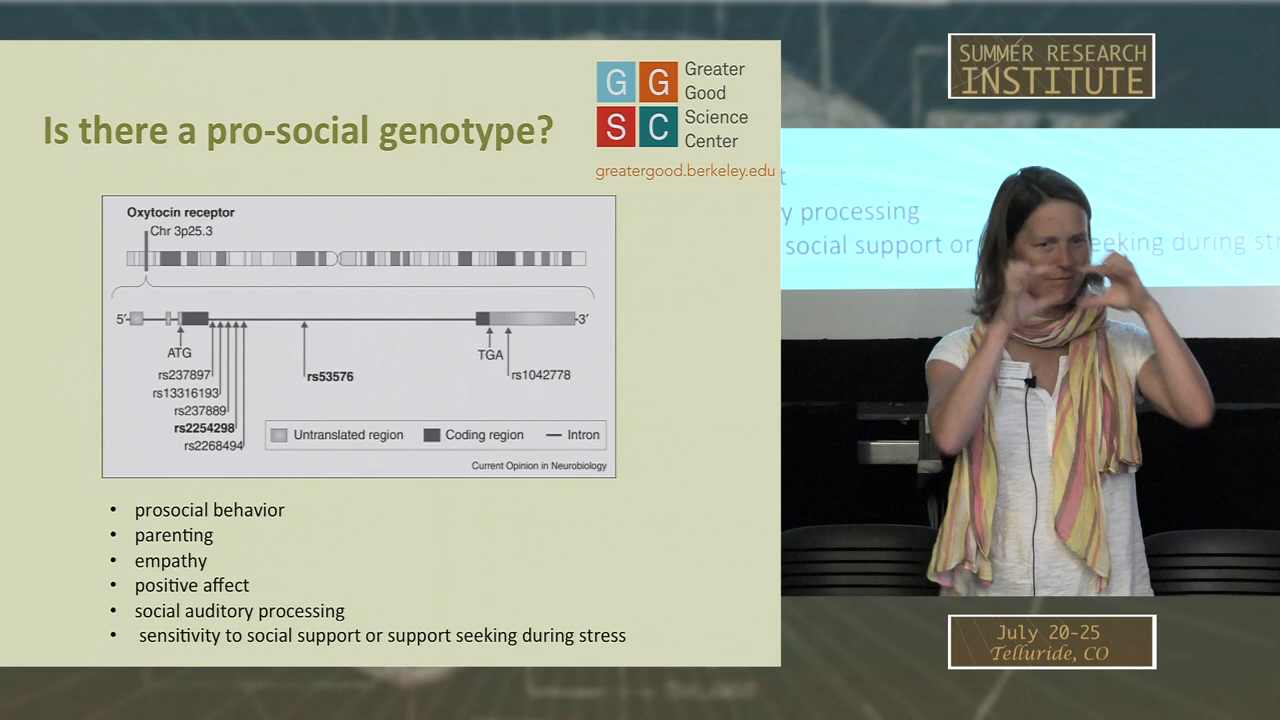 Is there a pro-social genotype?
G G
S C
Greater
Good
Science
Center
greatergood.berkeley.edu
Oxytocin receptor
Chr 3p25.3
5'
3'
ATG
TGA
rs237897
rs13316193
rs237889
rs2254298
rs2268494
rs53576
rs1042778
Untranslated region
Coding region
Intron
Current Opinion in Neurobiology
• prosocial behavior
• parenting
• empathy
• positive affect
• social auditory processing
• sensitivity to social support or support seeking during stress
SUMMER RESEARCH
INSTITUTE
processing
social support or
eeking during str
July 20-25
Telluride, CO